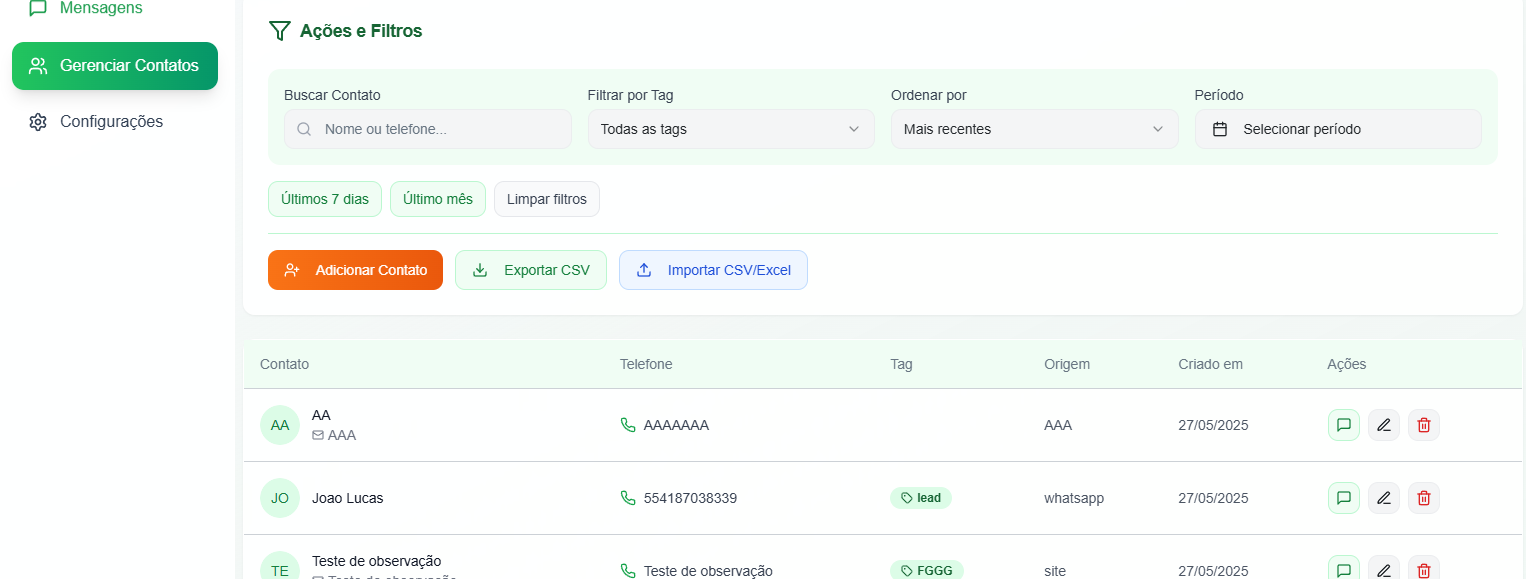 Mensagens
Gerenciar Contatos
Configurações
Ações e Filtros
Buscar Contato Filtrar por Tag Ordenar por Período
Nome ou telefone... Todas as tags Mais recentes Selecionar período
Últimos 7 dias Último mês Limpar filtros
Adicionar Contato Exportar CSV Importar CSV/Excel
Contato Telefone Tag Origem Criado em Ações
AA AA AAAAAAA AAA 27/05/2025
AAA
JO Joao Lucas 554187038339 lead whatsapp 27/05/2025
TE Teste de observação Teste de observação FGGG site 27/05/2025
Teste de observação